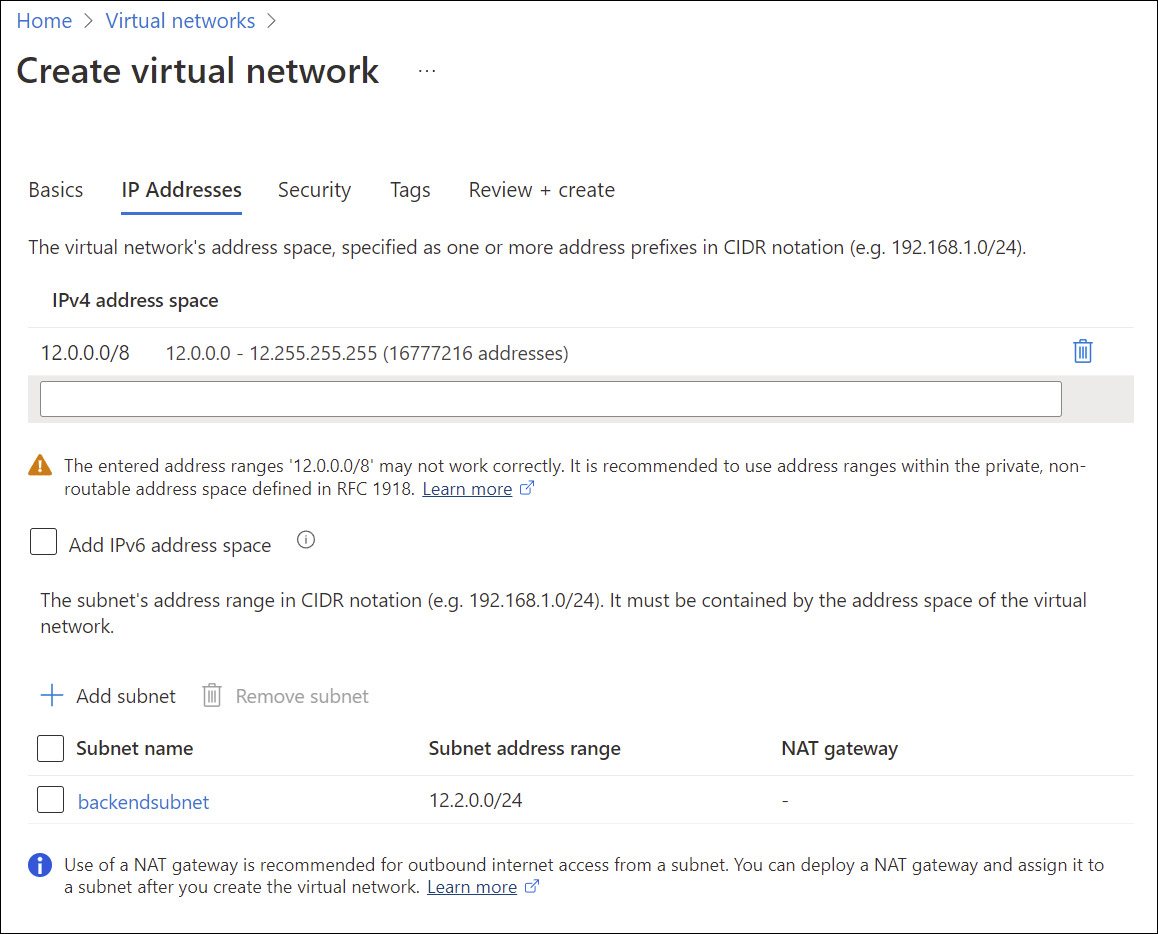 Home > Virtual networks >
Create virtual network ...
Basics IP Addresses Security Tags Review + create
The virtual network's address space, specified as one or more address prefixes in CIDR notation (e.g. 192.168.1.0/24).
IPv4 address space
12.0.0.0/8 12.0.0.0 - 12.255.255.255 (16777216 addresses)
The entered address ranges '12.0.0.0/8' may not work correctly. It is recommended to use address ranges within the private, non-
routable address space defined in RFC 1918. Learn more
Add IPv6 address space
The subnet's address range in CIDR notation (e.g. 192.168.1.0/24). It must be contained by the address space of the virtual
network.
+ Add subnet Remove subnet
Subnet name Subnet address range NAT gateway
backendsubnet 12.2.0.0/24 -
Use of a NAT gateway is recommended for outbound internet access from a subnet. You can deploy a NAT gateway and assign it to
a subnet after you create the virtual network. Learn more